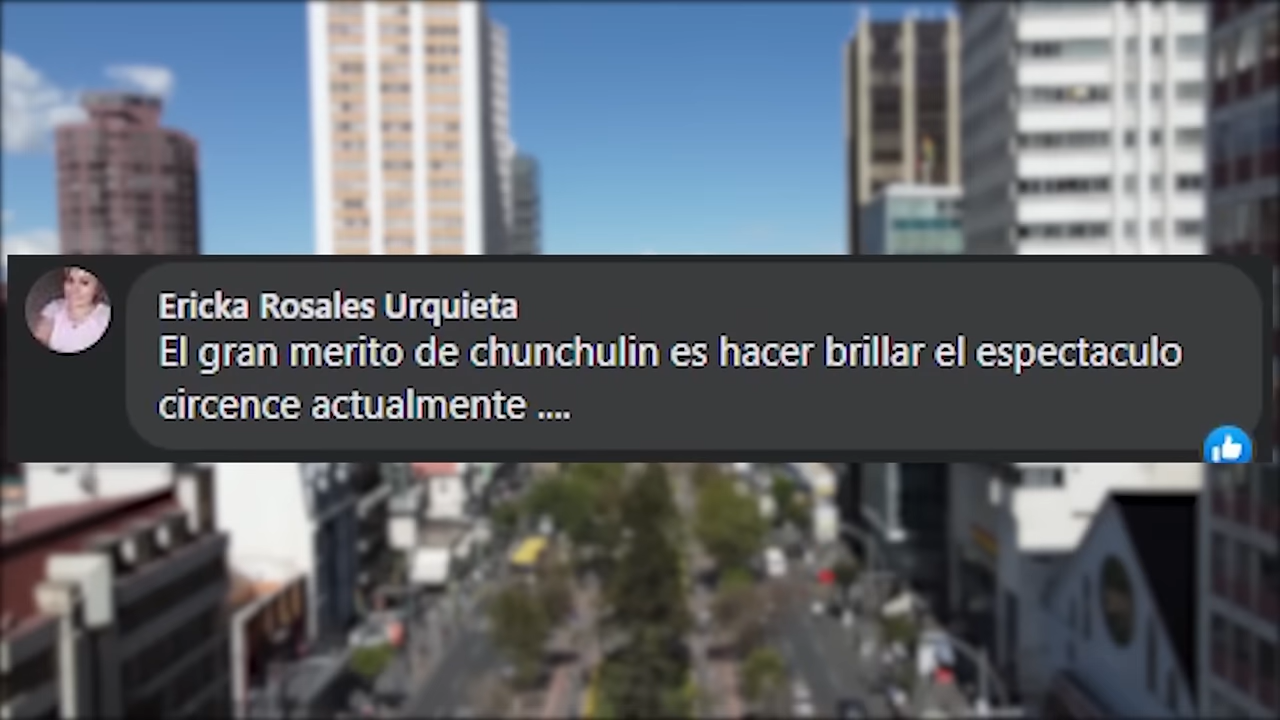 Ericka Rosales Urquieta
El gran merito de chunchulin es hacer brillar el espectaculo
circence actualmente ....